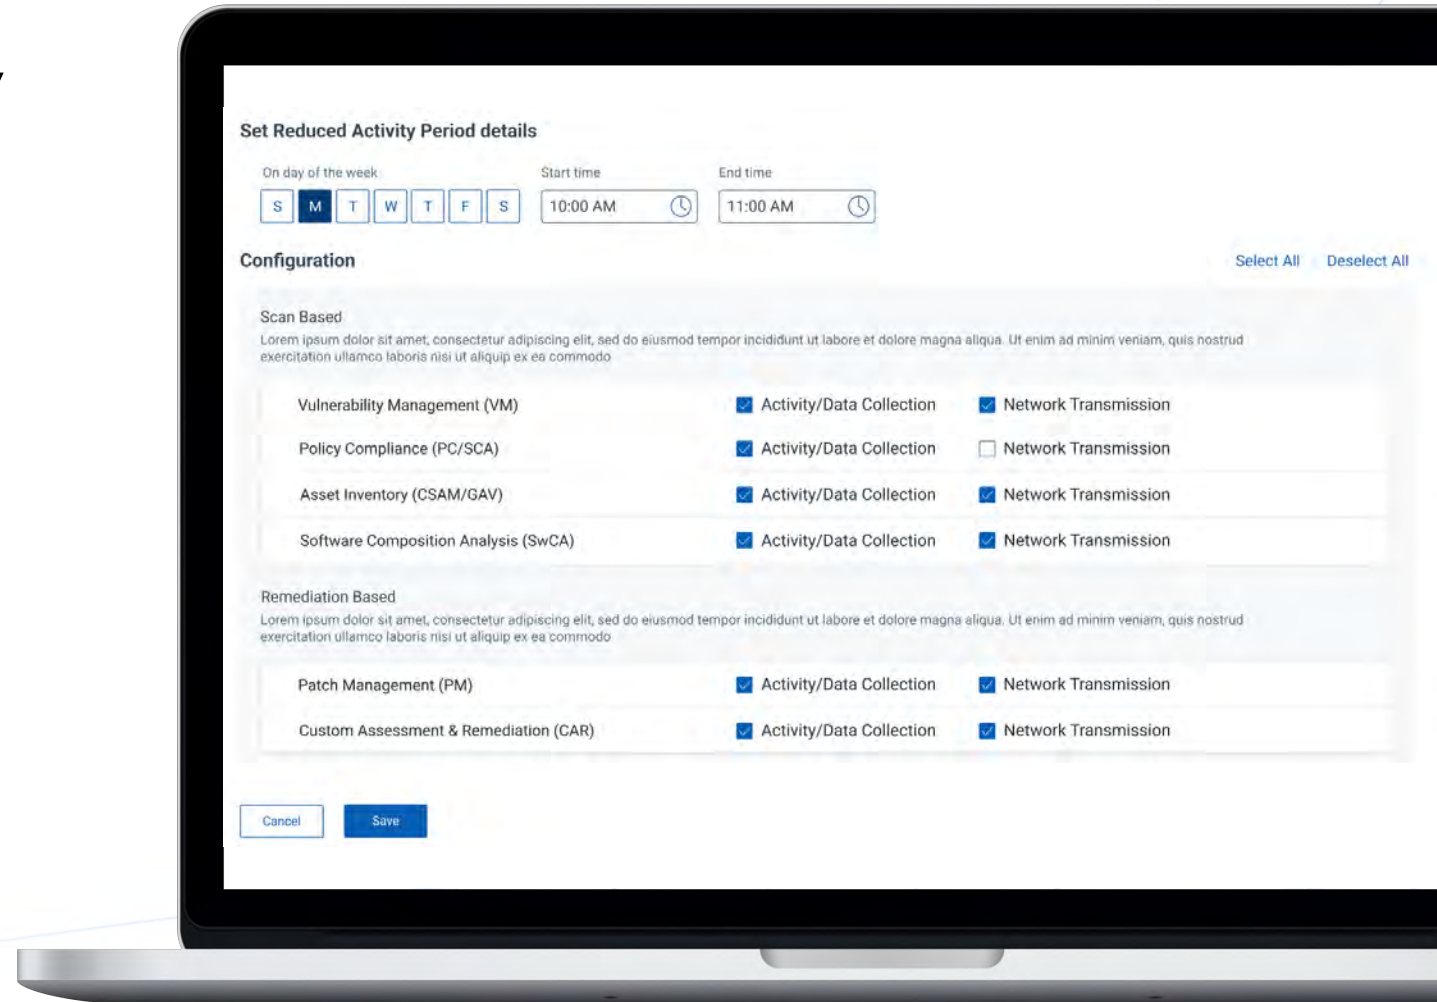 Set Reduced Activity Period details
On day of the week Start time End time
S M T W T F S 10:00 AM 11:00 AM
Configuration Select All Deselect All
Scan Based
Lorem ipsum dolor sit amet, consectetur adipiscing elit, sed do eiusmod tempor incididunt ut labore et dolore magna aliqua. Ut enim ad minim veniam, quis nostrud
exercitation ullamco laboris nisi ut aliquip ex ea commodo
Vulnerability Management (VM) Activity/Data Collection Network Transmission
Policy Compliance (PC/SCA) Activity/Data Collection Network Transmission
Asset Inventory (CSAM/GAV) Activity/Data Collection Network Transmission
Software Composition Analysis (SwCA) Activity/Data Collection Network Transmission
Remediation Based
Lorem ipsum dolor sit amet, consectetur adipiscing elit, sed do eiusmod tempor incididunt ut labore et dolore magna aliqua. Ut enim ad minim veniam, quis nostrud
exercitation ullamco laboris nisi ut aliquip ex ea commodo
Patch Management (PM) Activity/Data Collection Network Transmission
Custom Assessment & Remediation (CAR) Activity/Data Collection Network Transmission
Cancel Save